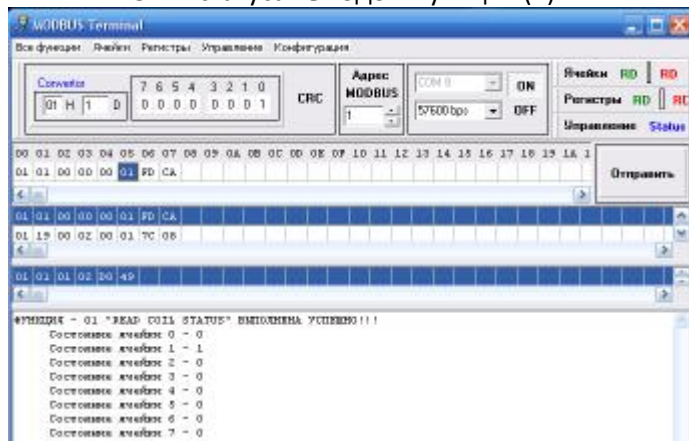 MODBUS Terminal
Все функции Ячейки Регистры Управление Конфигурация
Convertor
01 H 1 D
7 6 5 4 3 2 1 0
0 0 0 0 0 0 0 1
CRC
Адрес
MODBUS
1
COM 8
57600 bps
ON
OFF
Ячейки RD RD
Регистры RD RD
Управление Status
00 01 02 03 04 05 06 07 08 09 0A 0B 0C 0D 0E 0F 10 11 12 13 14 15 16 17 18 19 1A 1
01 01 00 00 00 01 FD CA
Отправить
01 01 00 00 00 01 FD CA
01 19 00 02 00 01 7C 08
01 01 01 02 D0 49
ФУНКЦИЯ - 01 "READ COIL STATUS" ВЫПОЛНЕНА УСПЕШНО!!!
Состояние ячейки 0 - 0
Состояние ячейки 1 - 1
Состояние ячейки 2 - 0
Состояние ячейки 3 - 0
Состояние ячейки 4 - 0
Состояние ячейки 5 - 0
Состояние ячейки 6 - 0
Состояние ячейки 7 - 0